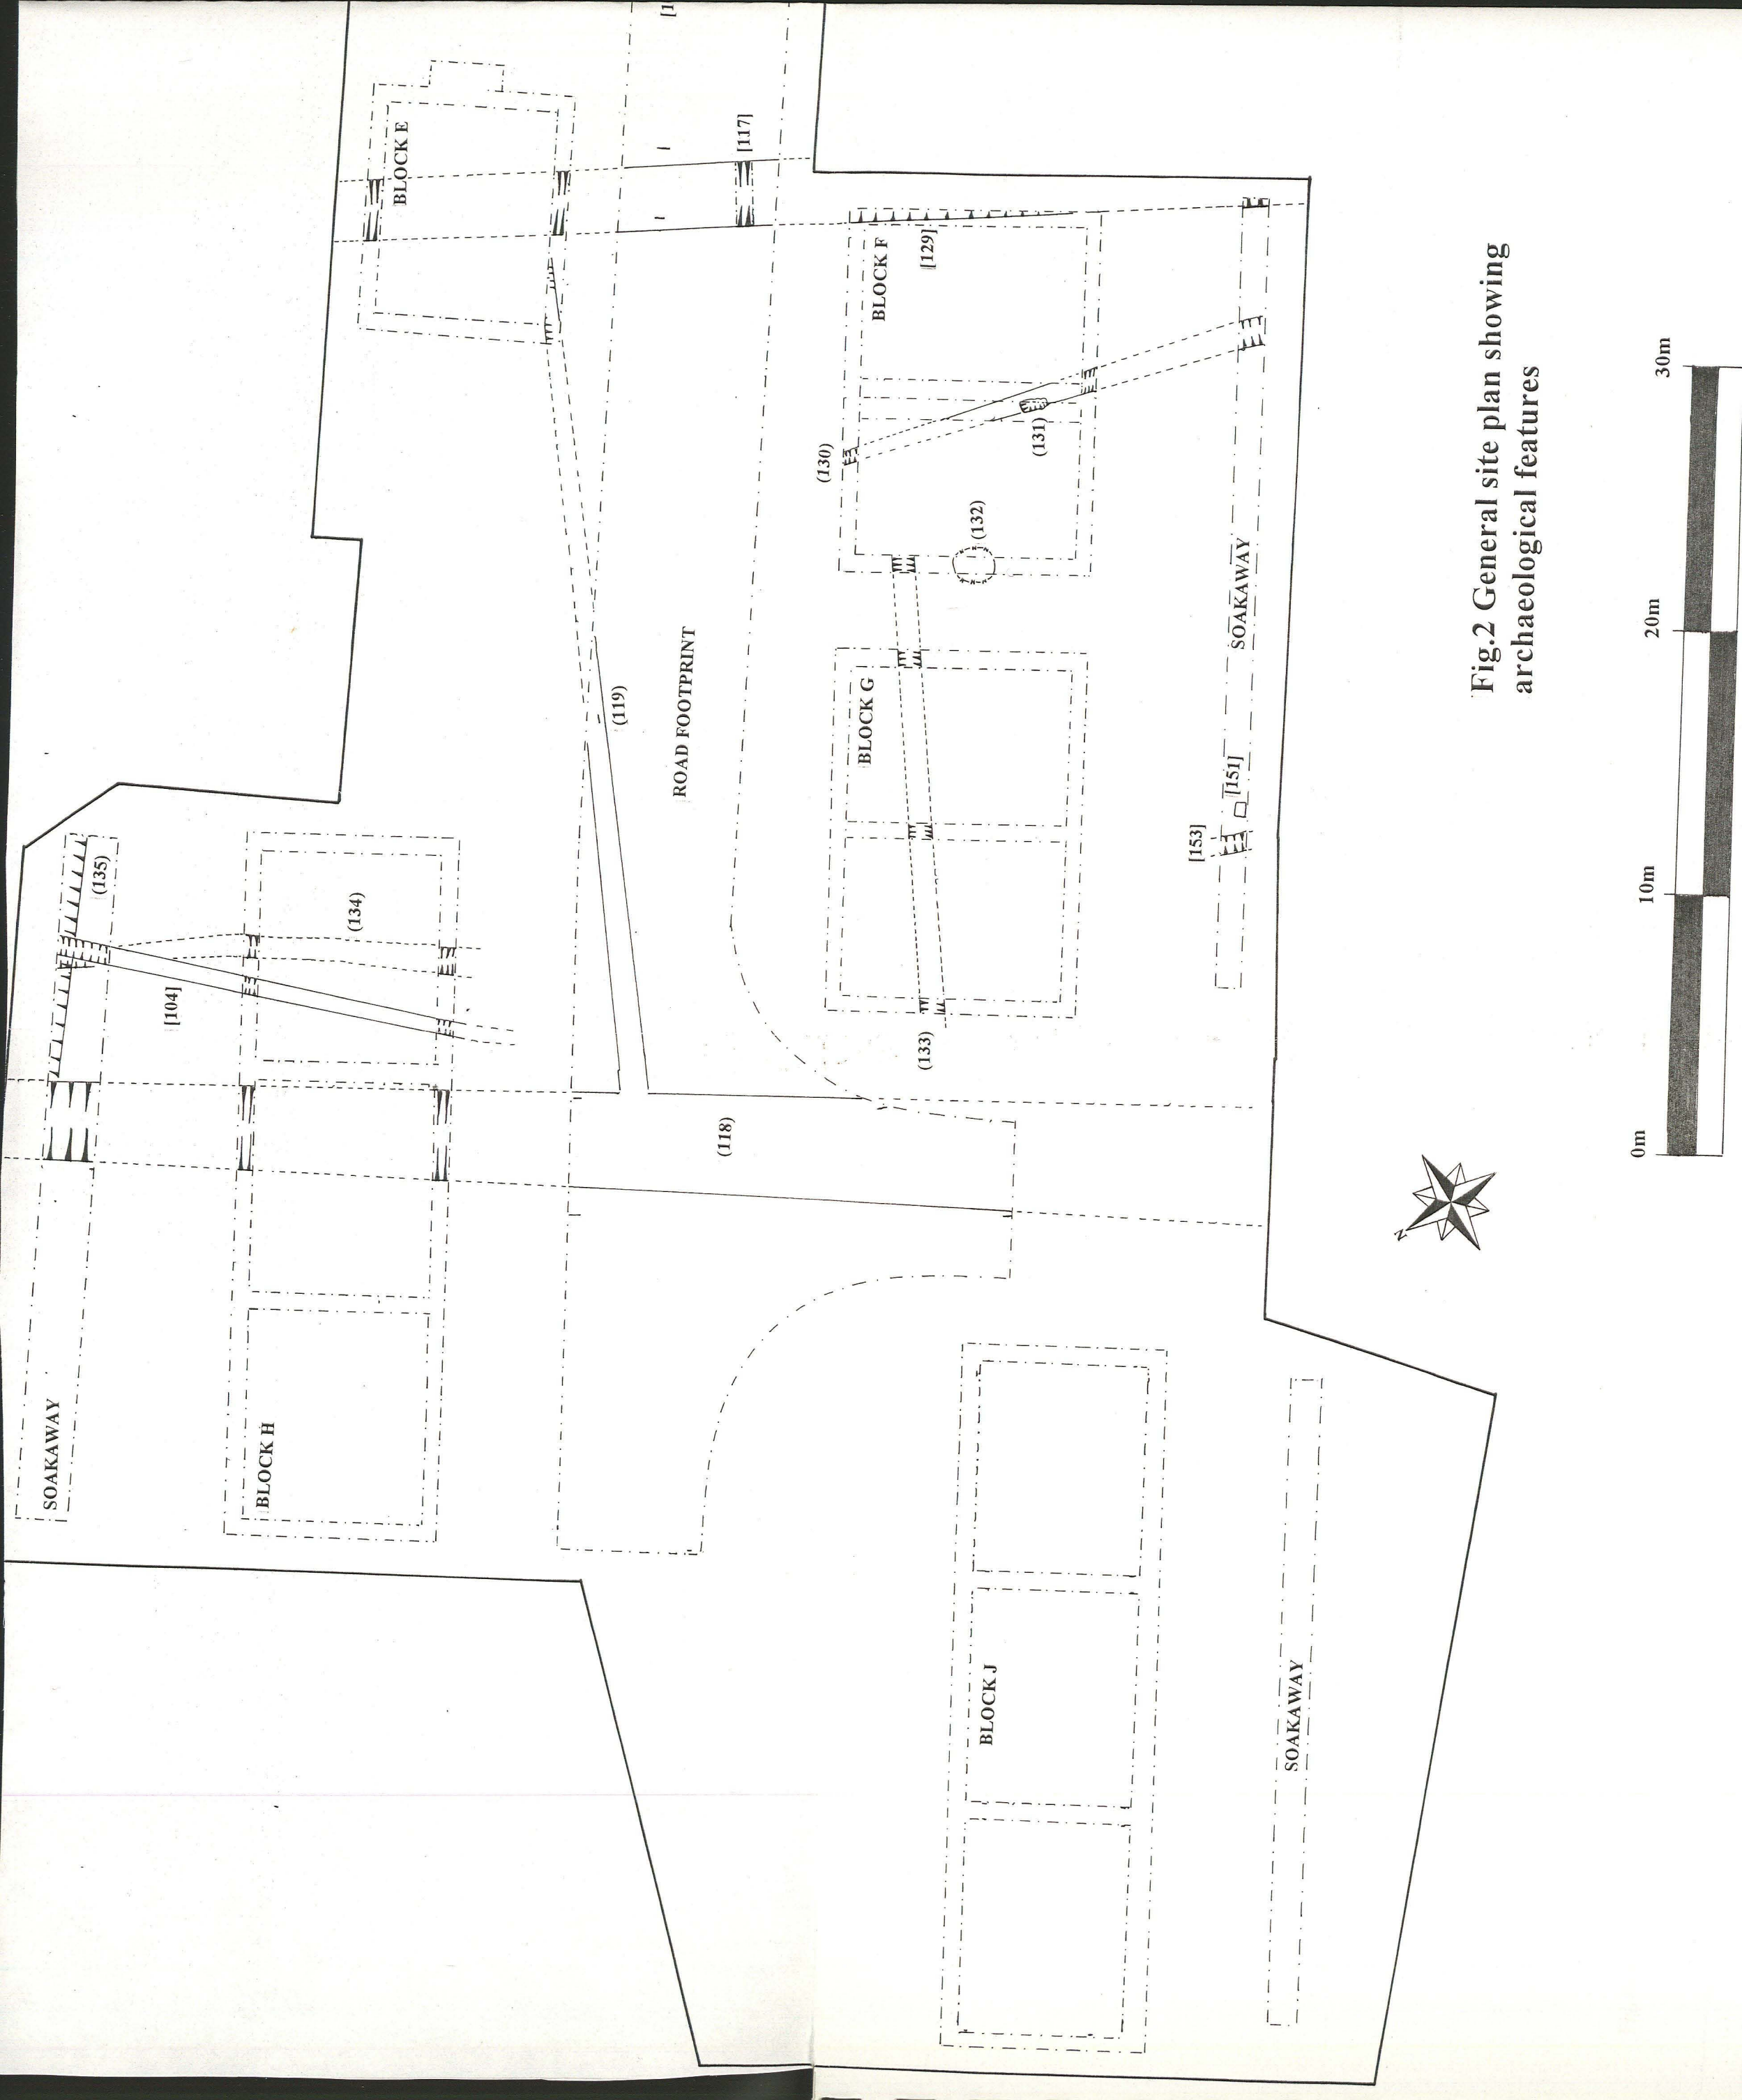 [1
BLOCK E
[117]
BLOCK F
[129]
(130)
(131)
(132)
SOAKAWAY
(119)
ROAD FOOTPRINT
BLOCK G
[151]
[153]
(133)
(135)
(134)
[104]
(118)
SOAKAWAY
BLOCK H
BLOCK J
SOAKAWAY
N
Fig.2 General site plan showing
archaeological features
0m
10m
20m
30m